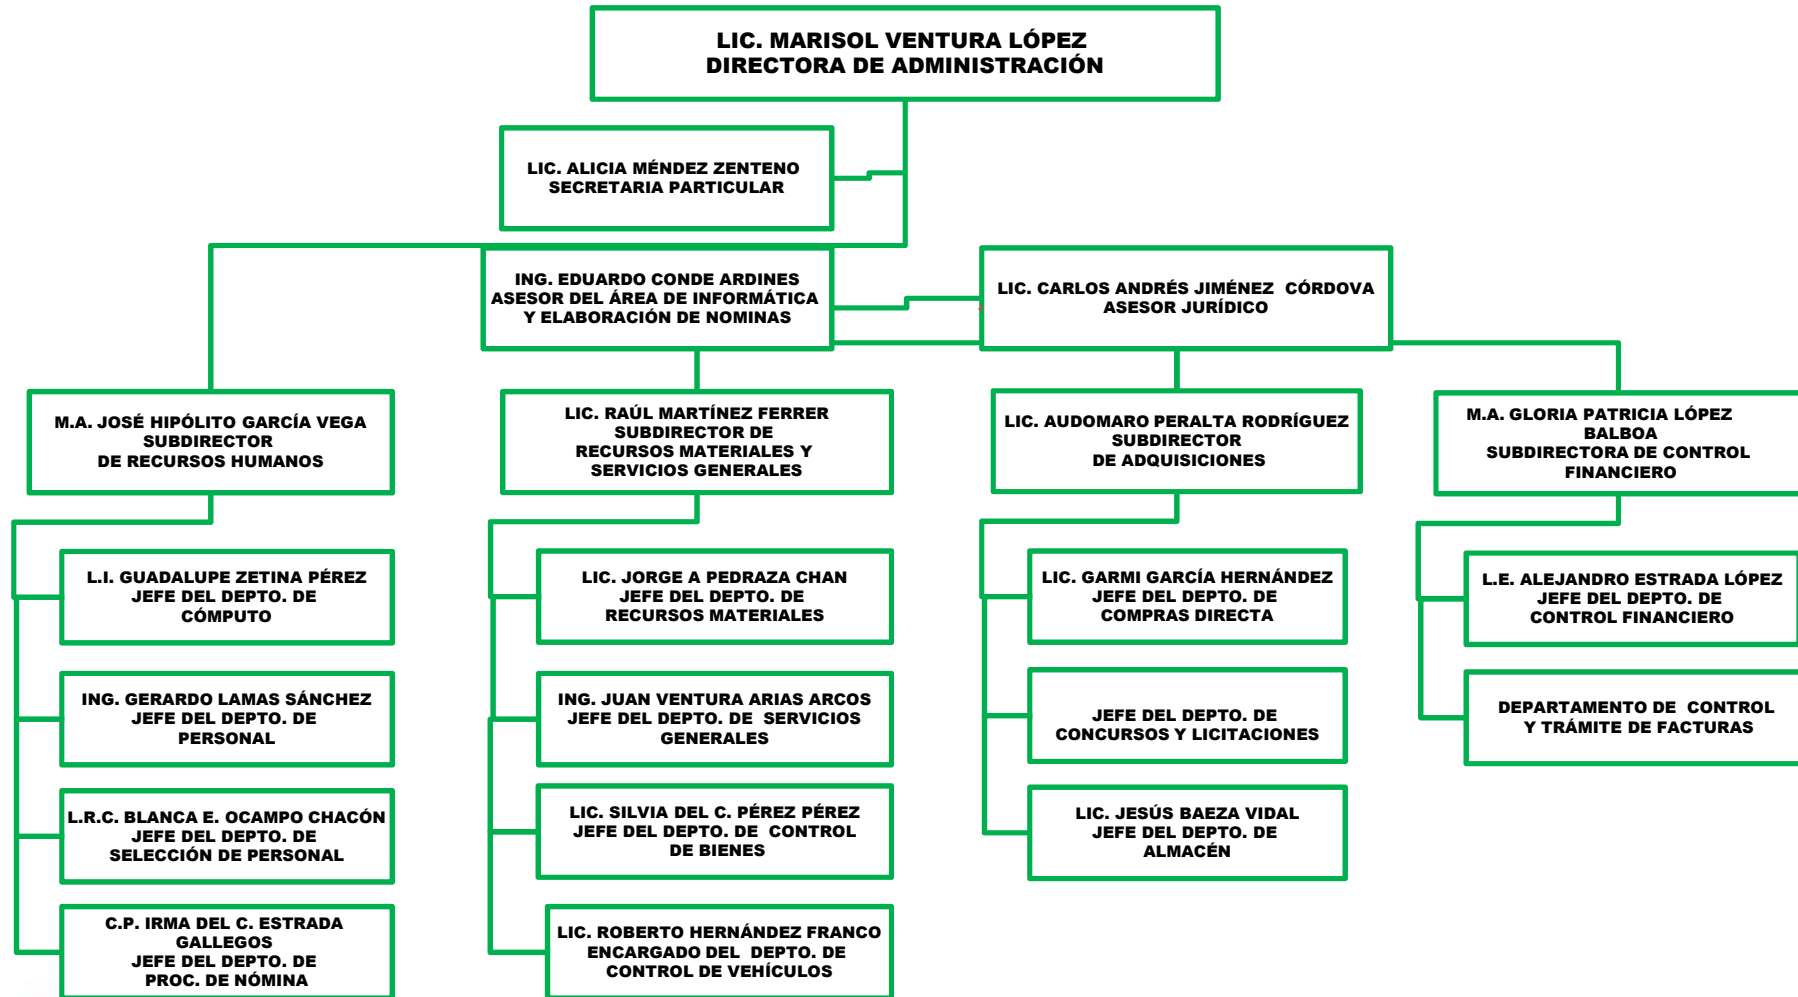 LIC. MARISOL VENTURA LÓPEZ
DIRECTORA DE ADMINISTRACIÓN
LIC. ALICIA MÉNDEZ ZENTENO
SECRETARIA PARTICULAR
ING. EDUARDO CONDE ARDINES
ASESOR DEL ÁREA DE INFORMÁTICA
Y ELABORACIÓN DE NOMINAS
LIC. CARLOS ANDRÉS JIMÉNEZ CÓRDOVA
ASESOR JURÍDICO
M.A. JOSÉ HIPÓLITO GARCÍA VEGA
SUBDIRECTOR
DE RECURSOS HUMANOS
LIC. RAÚL MARTÍNEZ FERRER
SUBDIRECTOR DE
RECURSOS MATERIALES Y
SERVICIOS GENERALES
LIC. AUDOMARO PERALTA RODRÍGUEZ
SUBDIRECTOR
DE ADQUISICIONES
M.A. GLORIA PATRICIA LÓPEZ
BALBOA
SUBDIRECTORA DE CONTROL
FINANCIERO
L.I. GUADALUPE ZETINA PÉREZ
JEFE DEL DEPTO. DE
CÓMPUTO
LIC. JORGE A PEDRAZA CHAN
JEFE DEL DEPTO. DE
RECURSOS MATERIALES
LIC. GARMI GARCÍA HERNÁNDEZ
JEFE DEL DEPTO. DE
COMPRAS DIRECTA
L.E. ALEJANDRO ESTRADA LÓPEZ
JEFE DEL DEPTO. DE
CONTROL FINANCIERO
ING. GERARDO LAMAS SÁNCHEZ
JEFE DEL DEPTO. DE
PERSONAL
ING. JUAN VENTURA ARIAS ARCOS
JEFE DEL DEPTO. DE SERVICIOS
GENERALES
JEFE DEL DEPTO. DE
CONCURSOS Y LICITACIONES
DEPARTAMENTO DE CONTROL
Y TRÁMITE DE FACTURAS
L.R.C. BLANCA E. OCAMPO CHACÓN
JEFE DEL DEPTO. DE
SELECCIÓN DE PERSONAL
LIC. SILVIA DEL C. PÉREZ PÉREZ
JEFE DEL DEPTO. DE CONTROL
DE BIENES
LIC. JESÚS BAEZA VIDAL
JEFE DEL DEPTO. DE
ALMACÉN
C.P. IRMA DEL C. ESTRADA
GALLEGOS
JEFE DEL DEPTO. DE
PROC. DE NÓMINA
LIC. ROBERTO HERNÁNDEZ FRANCO
ENCARGADO DEL DEPTO. DE
CONTROL DE VEHÍCULOS